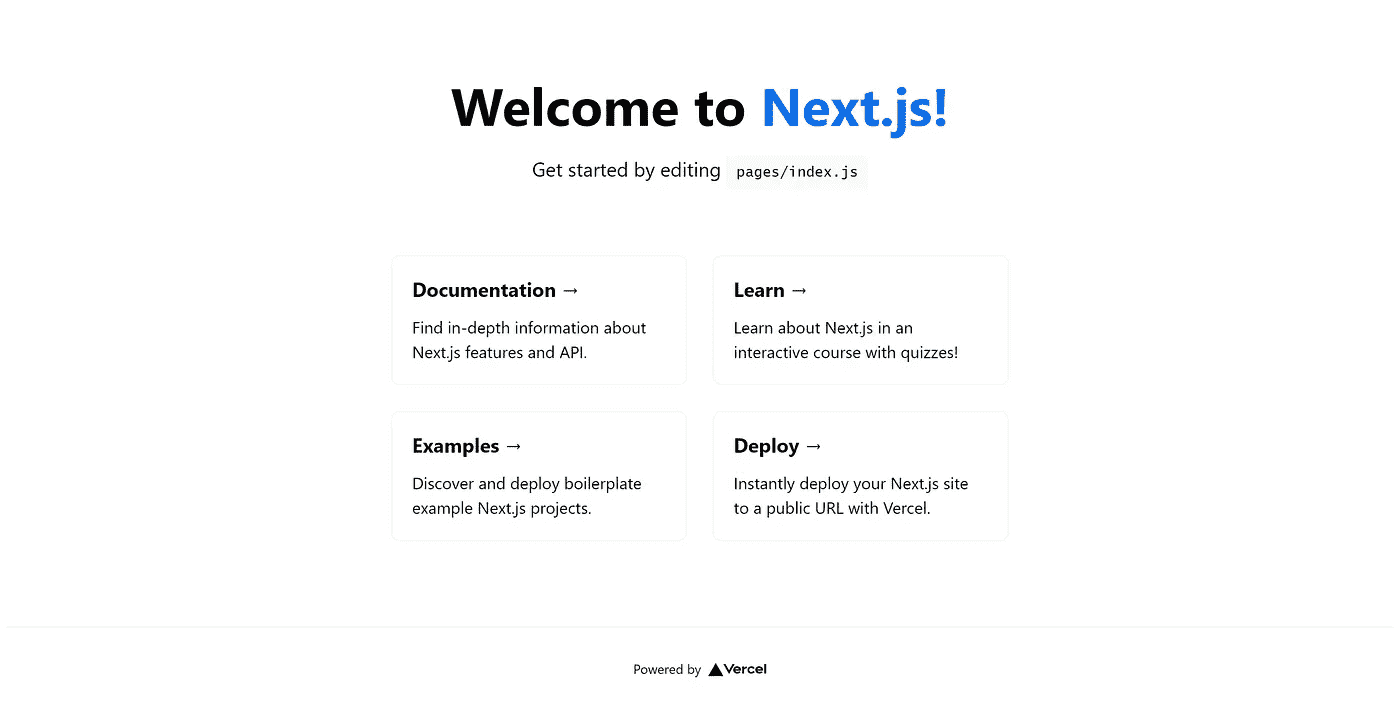 Welcome to Next.js!
Get started by editing pages/index.js
Documentation →
Find in-depth information about
Next.js features and API.
Learn →
Learn about Next.js in an
interactive course with quizzes!
Examples →
Discover and deploy boilerplate
example Next.js projects.
Deploy →
Instantly deploy your Next.js site
to a public URL with Vercel.
Powered by Vercel